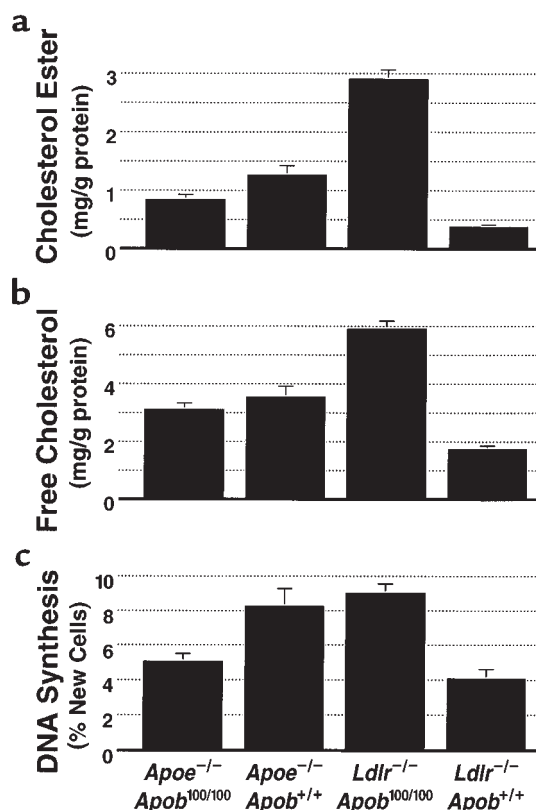 a
Cholesterol Ester
(mg/g protein)
3
2
1
0
b
Free Cholesterol
(mg/g protein)
6
4
2
0
c
DNA Synthesis
(% New Cells)
10
8
6
4
2
0
Apoe−/− Apoe−/− Ldlr−/− Ldlr−/−
Apob100/100 Apob+/+ Apob100/100 Apob+/+